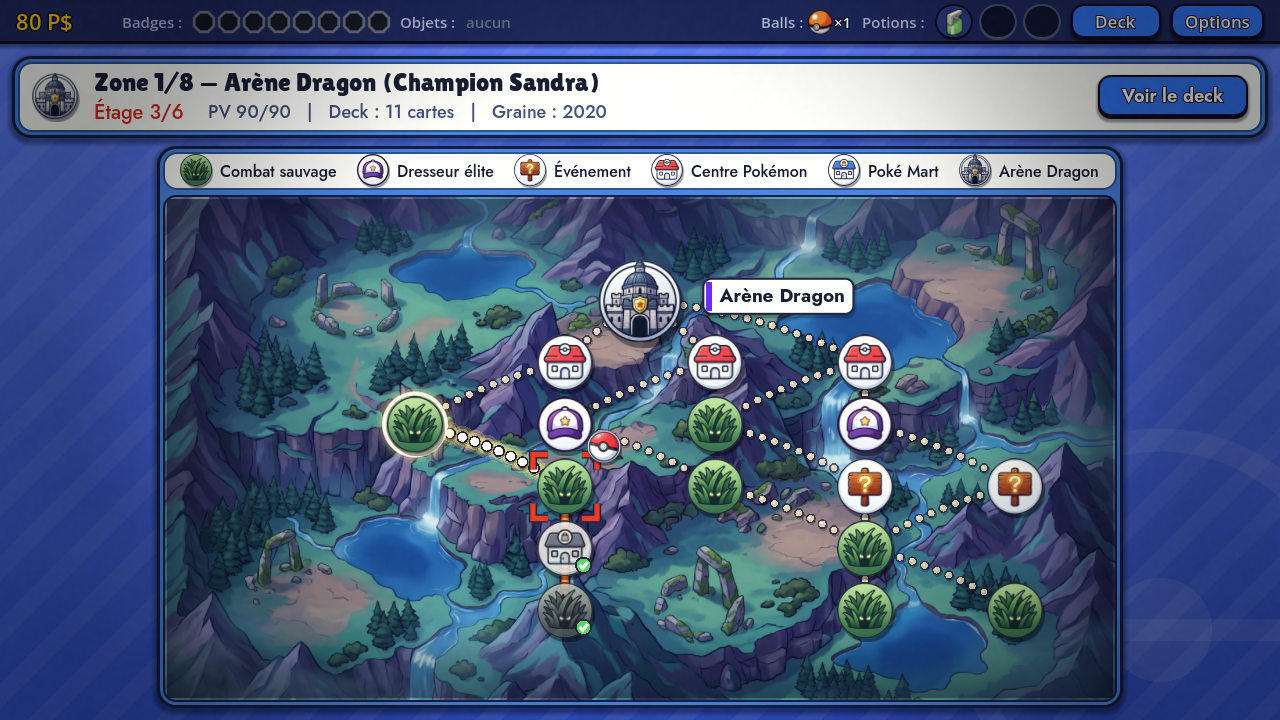 80 P$ Badges : Objets : aucun Balls : ×1 Potions : Deck Options
Zone 1/8 — Arène Dragon (Champion Sandra)
Étage 3/6 PV 90/90 | Deck : 11 cartes | Graine : 2020
Voir le deck
Combat sauvage Dresseur élite ? Événement Centre Pokémon Poké Mart Arène Dragon
Arène Dragon
? ?